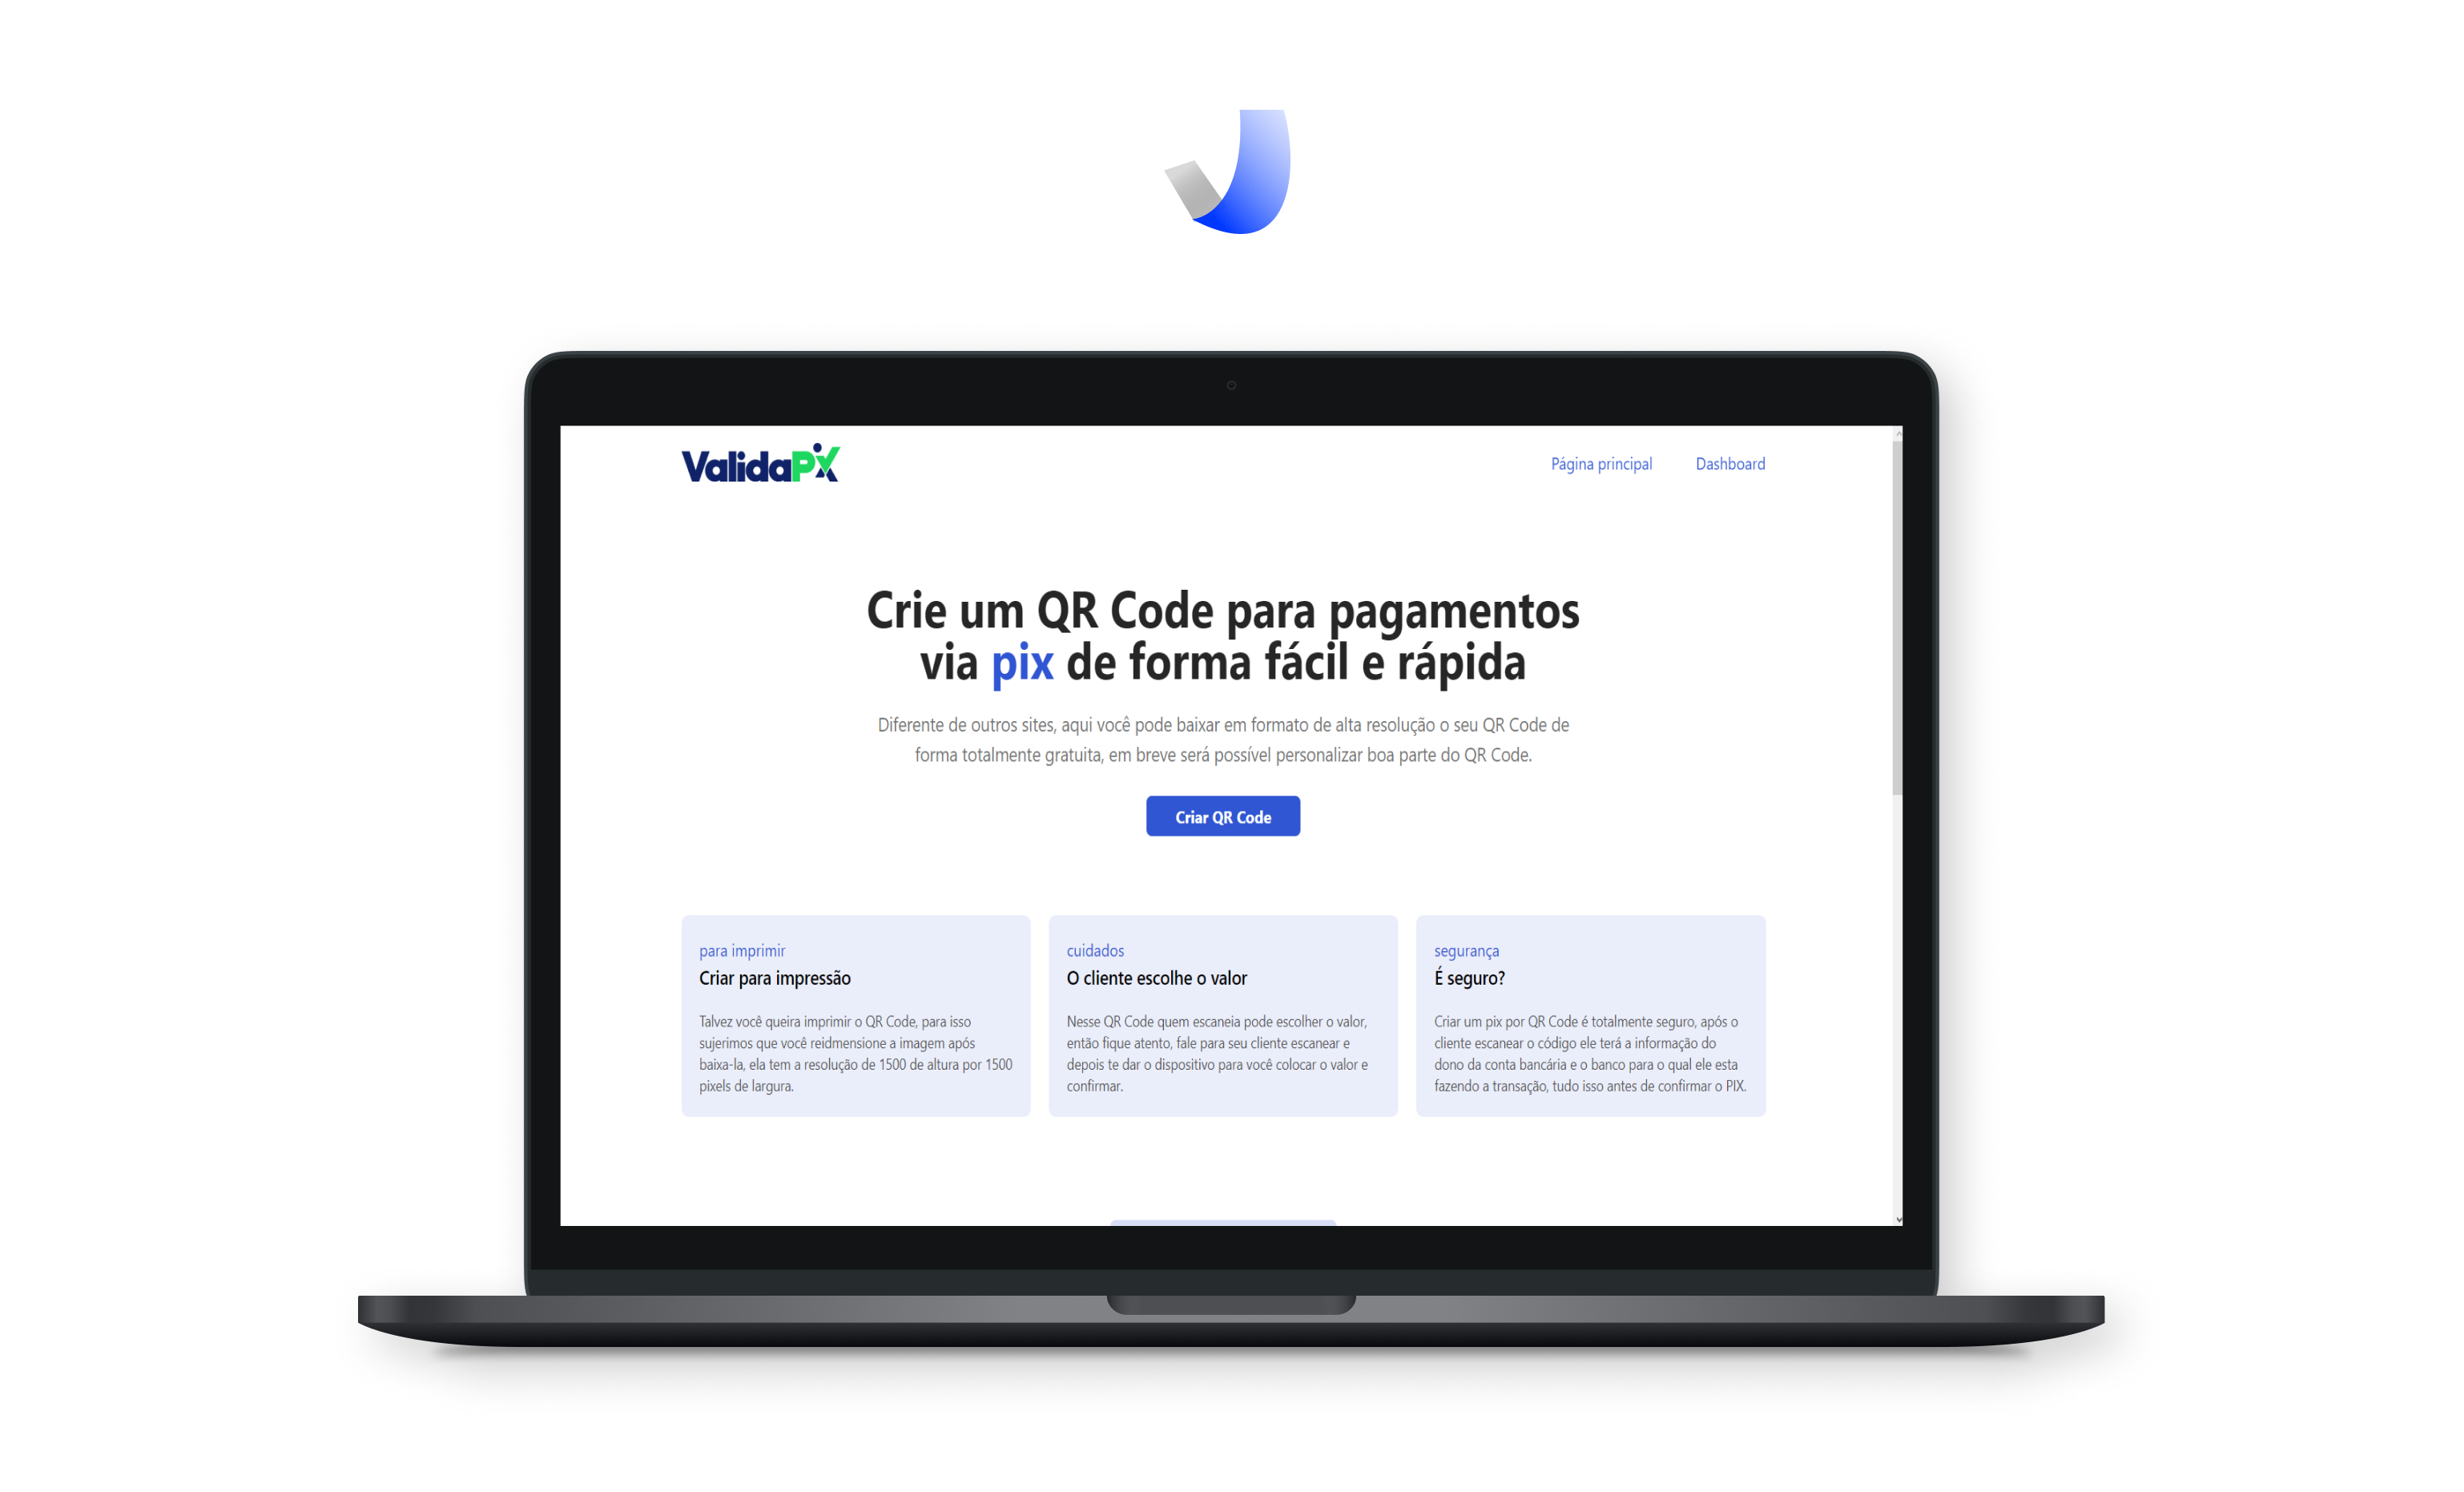 ValidaPix
Página principal
Dashboard
Crie um QR Code para pagamentos
via pix de forma fácil e rápida
Diferente de outros sites, aqui você pode baixar em formato de alta resolução o seu QR Code de
forma totalmente gratuita, em breve será possível personalizar boa parte do QR Code.
Criar QR Code
para imprimir
Criar para impressão
Talvez você queira imprimir o QR Code, para isso
sujerimos que você reidmensione a imagem após
baixa-la, ela tem a resolução de 1500 de altura por 1500
pixels de largura.
cuidados
O cliente escolhe o valor
Nesse QR Code quem escaneia pode escolher o valor,
então fique atento, fale para seu cliente escanear e
depois te dar o dispositivo para você colocar o valor e
confirmar.
segurança
É seguro?
Criar um pix por QR Code é totalmente seguro, após o
cliente escanear o código ele terá a informação do
dono da conta bancária e o banco para o qual ele esta
fazendo a transação, tudo isso antes de confirmar o PIX.